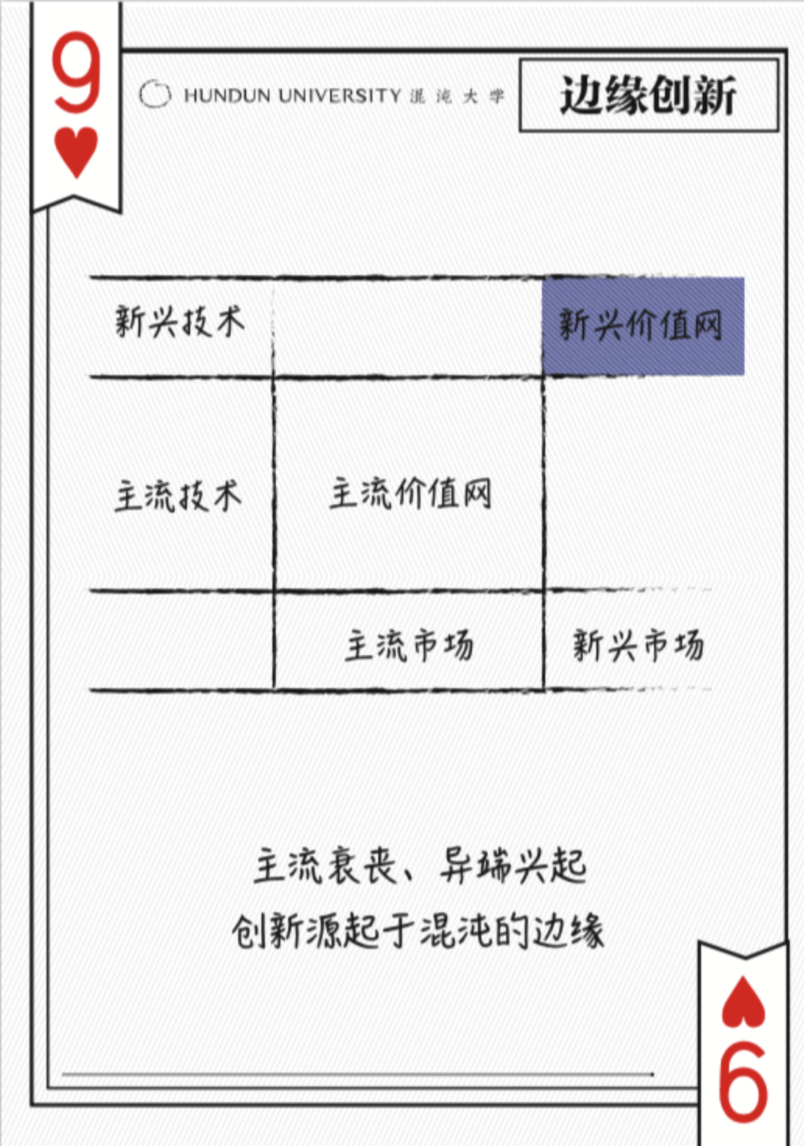 9
HUNDUN UNIVERSITY 混沌大学
边缘创新
新兴技术 新兴价值网
主流技术 主流价值网
主流市场 新兴市场
主流衰丧、异端兴起
创新源起于混沌的边缘
9